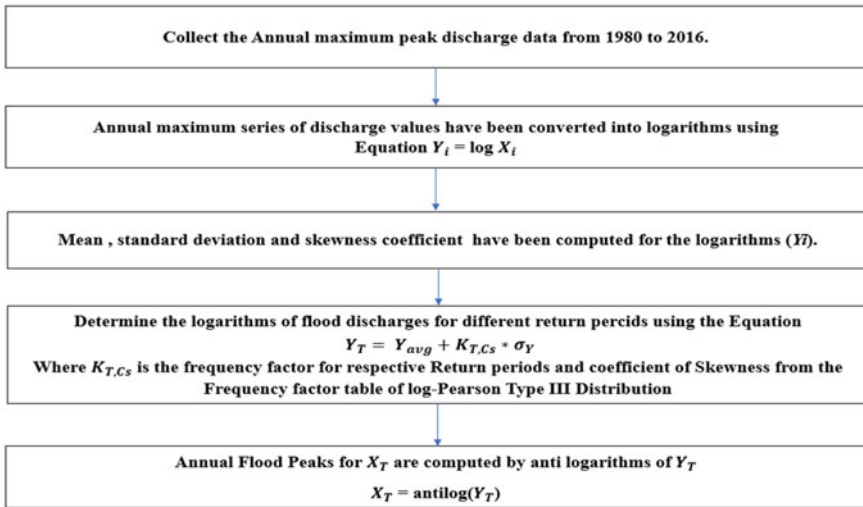 Collect the Annual maximum peak discharge data from 1980 to 2016.
Annual maximum series of discharge values have been converted into logarithms using
Equation Yᵢ = log Xᵢ
Mean , standard deviation and skewness coefficient have been computed for the logarithms (Yi).
Determine the logarithms of flood discharges for different return percids using the Equation
Y_T = Y_avg + K_T,Cs * σ_Y
Where K_T,Cs is the frequency factor for respective Return periods and coefficient of Skewness from the
Frequency factor table of log-Pearson Type III Distribution
Annual Flood Peaks for X_T are computed by anti logarithms of Y_T
X_T = antilog(Y_T)